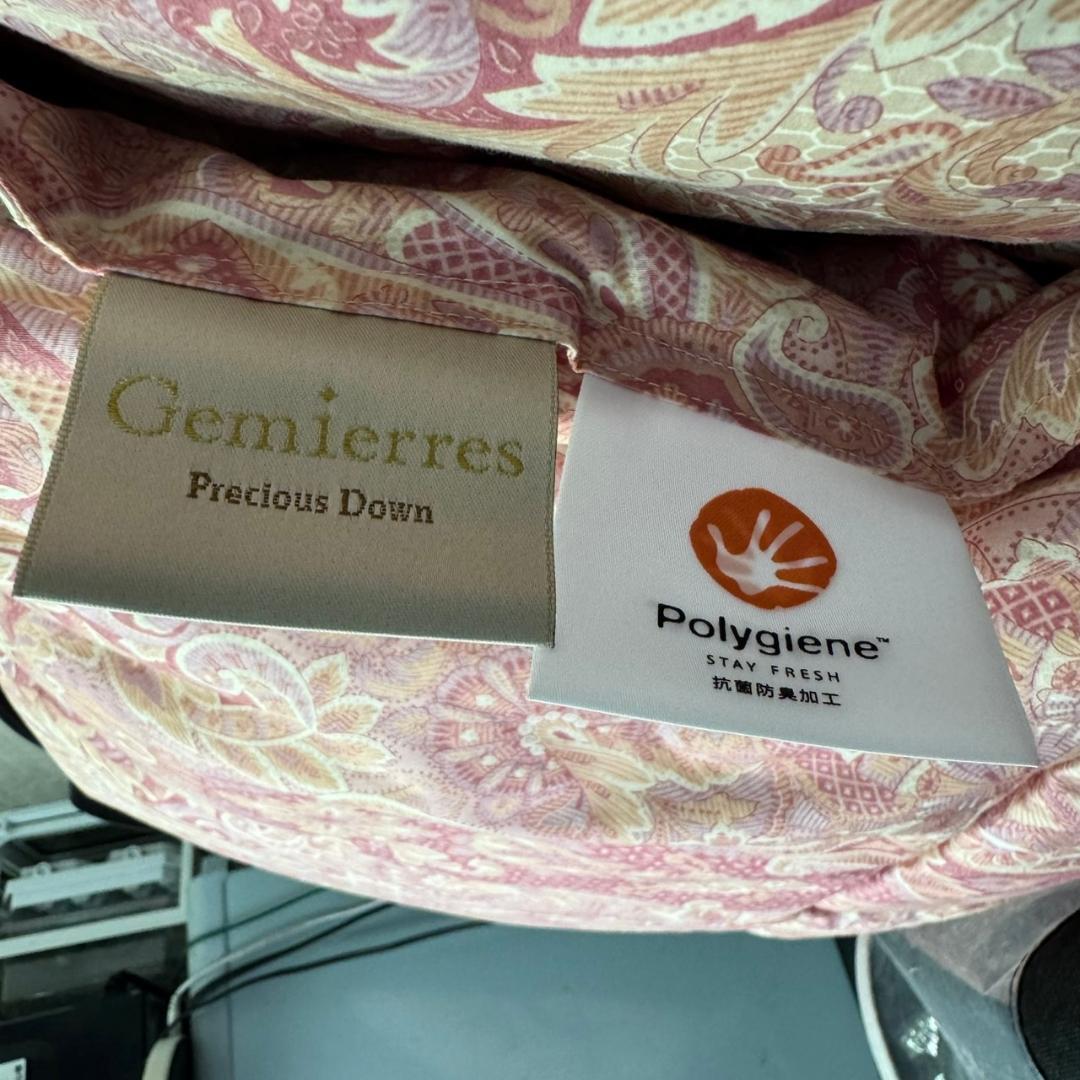 Gemierres
Precious Down
Polygiene™
STAY FRESH
抗菌防臭加工